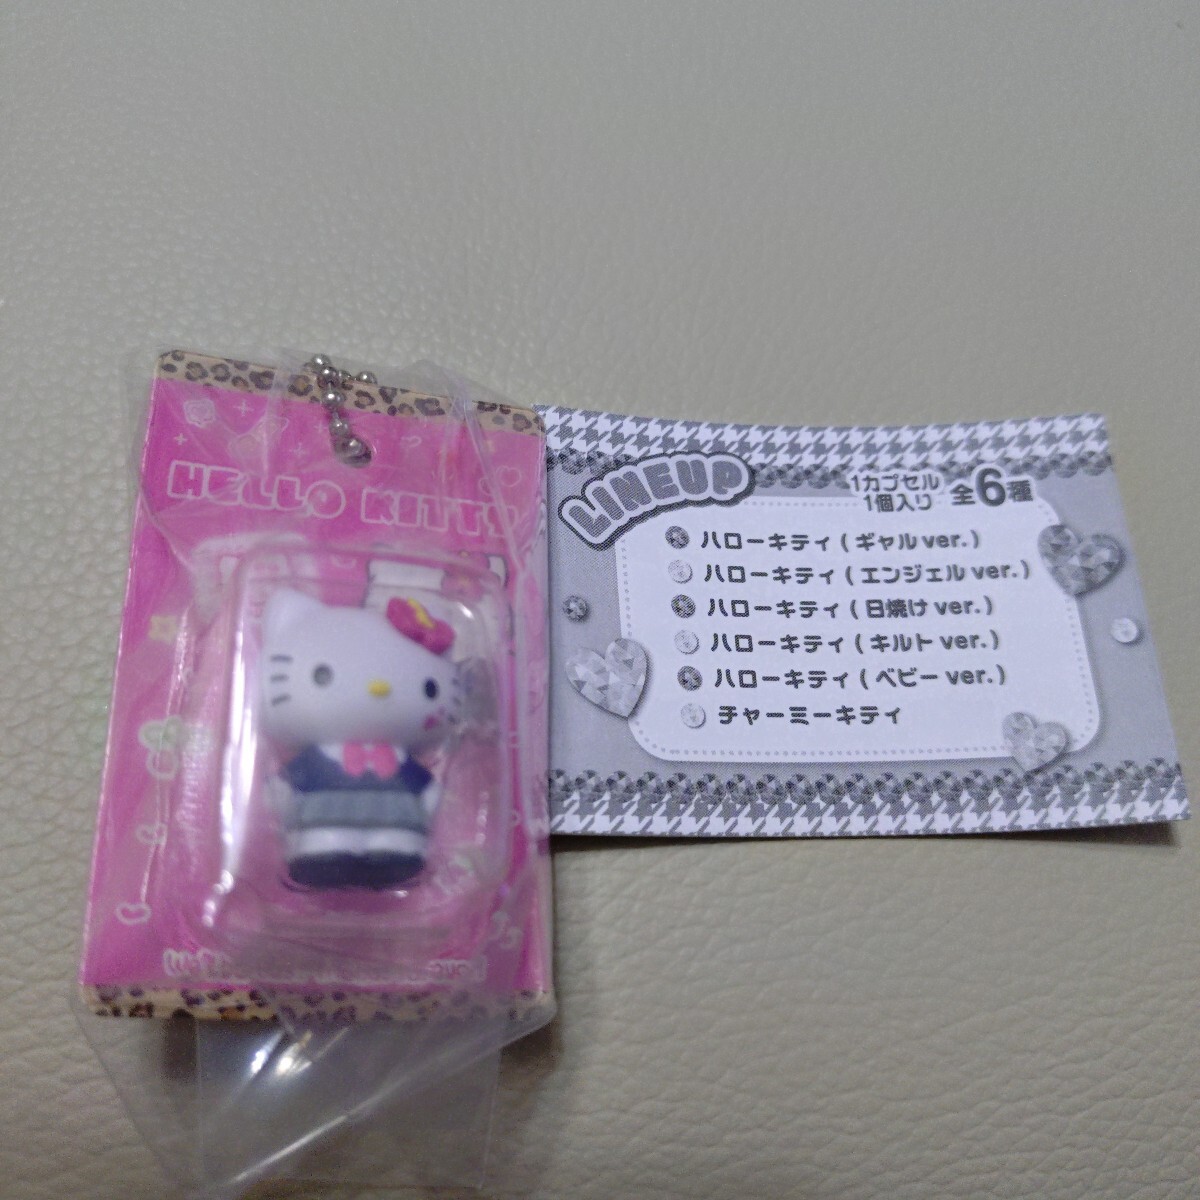 HELLO KITTY
LINEUP
1カプセル
1個入り
全6種
ハローキティ(ギャルver.)
ハローキティ(エンジェルver.)
ハローキティ(日焼けver.)
ハローキティ(キルトver.)
ハローキティ(ベビーver.)
チャーミーキティ